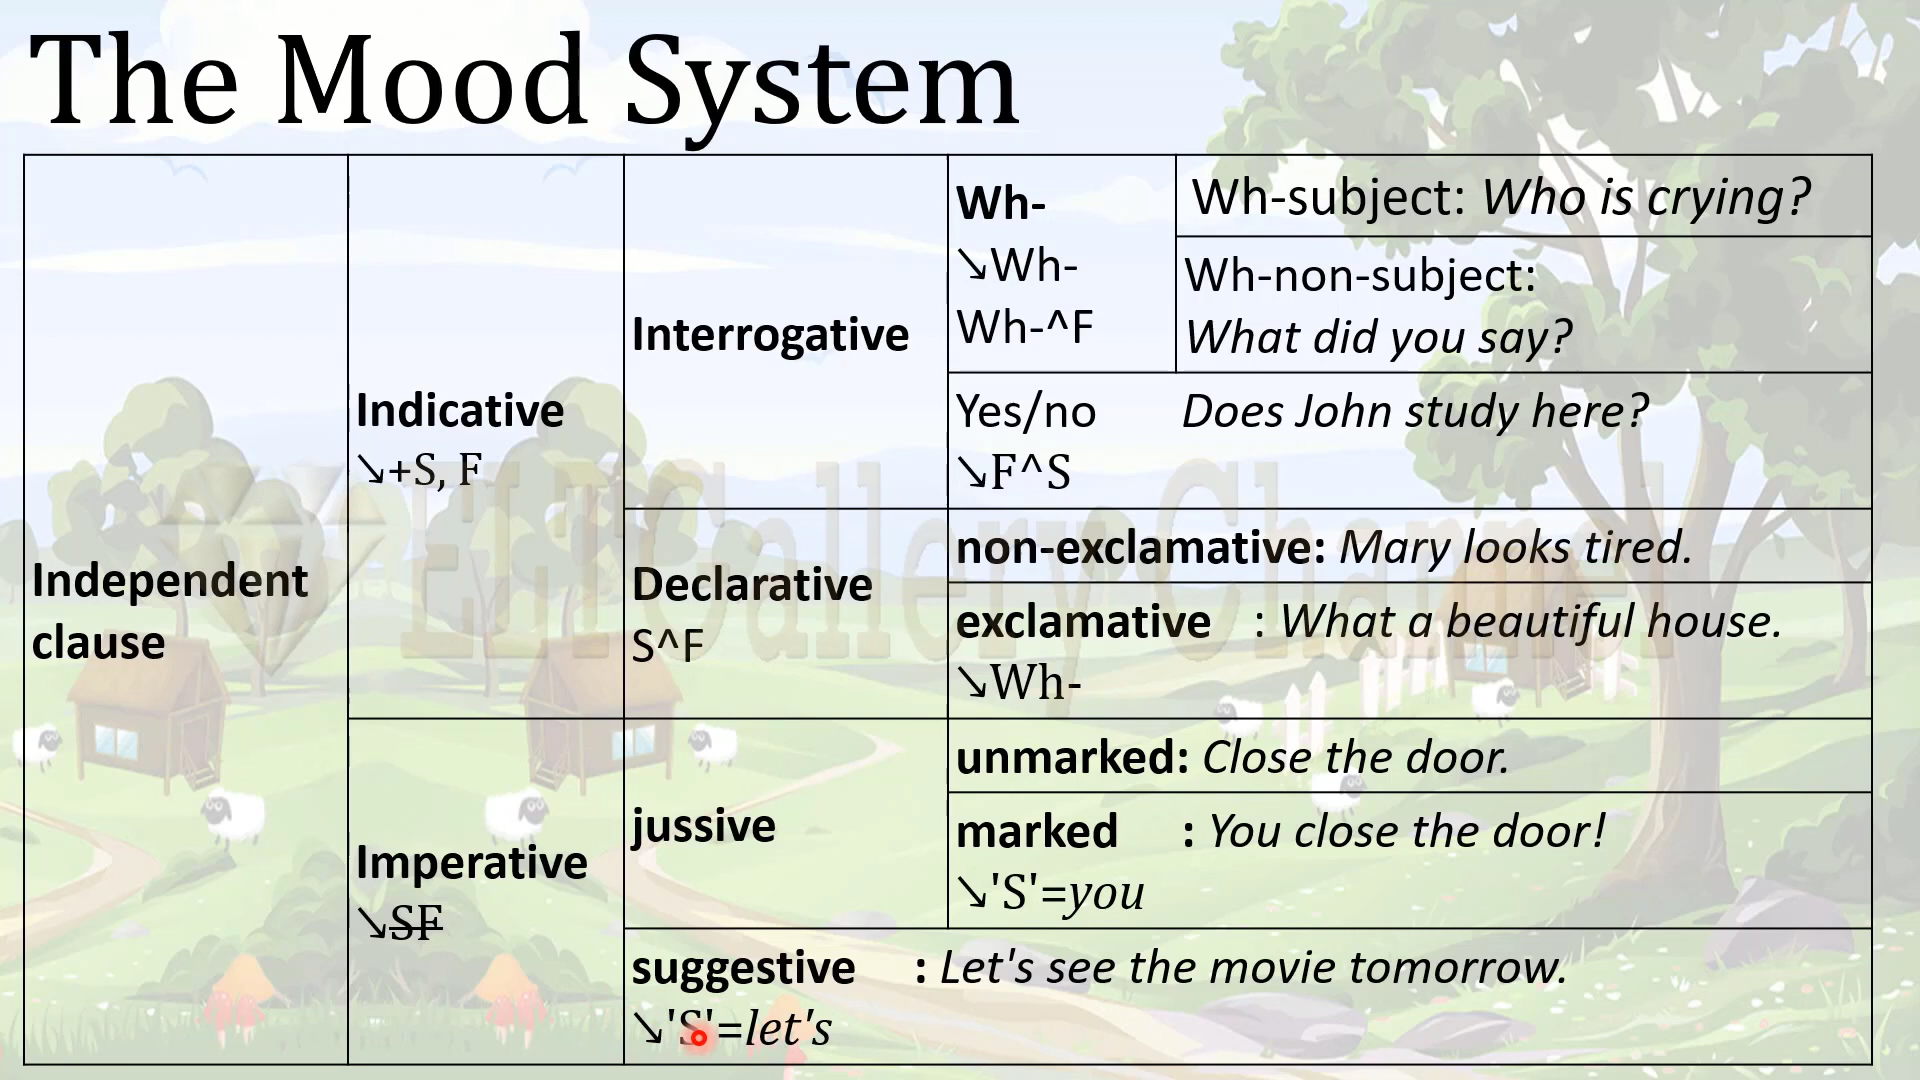 The Mood System
Independent
clause
Indicative
↘+S, F
Interrogative
Wh-
↘Wh-
Wh-^F
Wh-subject: Who is crying?
Wh-non-subject:
What did you say?
Yes/no Does John study here?
↘F^S
Declarative
S^F
non-exclamative: Mary looks tired.
exclamative : What a beautiful house.
↘Wh-
Imperative
↘SF
jussive
unmarked: Close the door.
marked : You close the door!
↘'S'=you
suggestive : Let's see the movie tomorrow.
↘'S'=let's
ELTGallery Channel